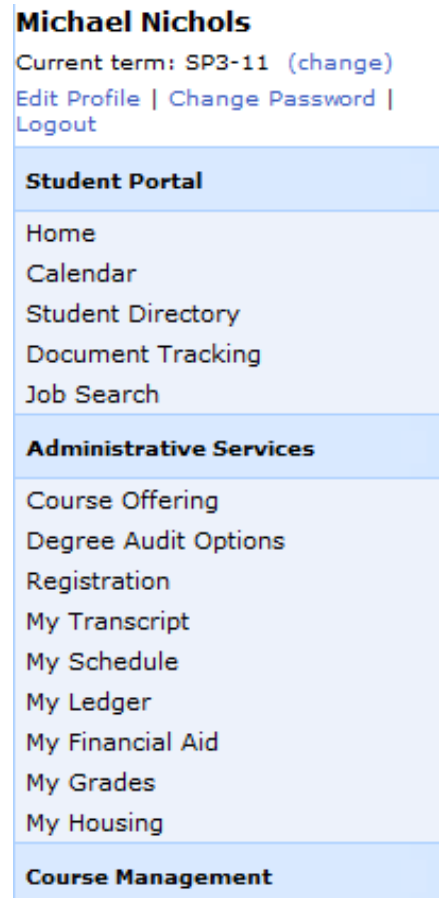 Michael Nichols
Current term: SP3-11 (change)
Edit Profile | Change Password |
Logout
Student Portal
Home
Calendar
Student Directory
Document Tracking
Job Search
Administrative Services
Course Offering
Degree Audit Options
Registration
My Transcript
My Schedule
My Ledger
My Financial Aid
My Grades
My Housing
Course Management